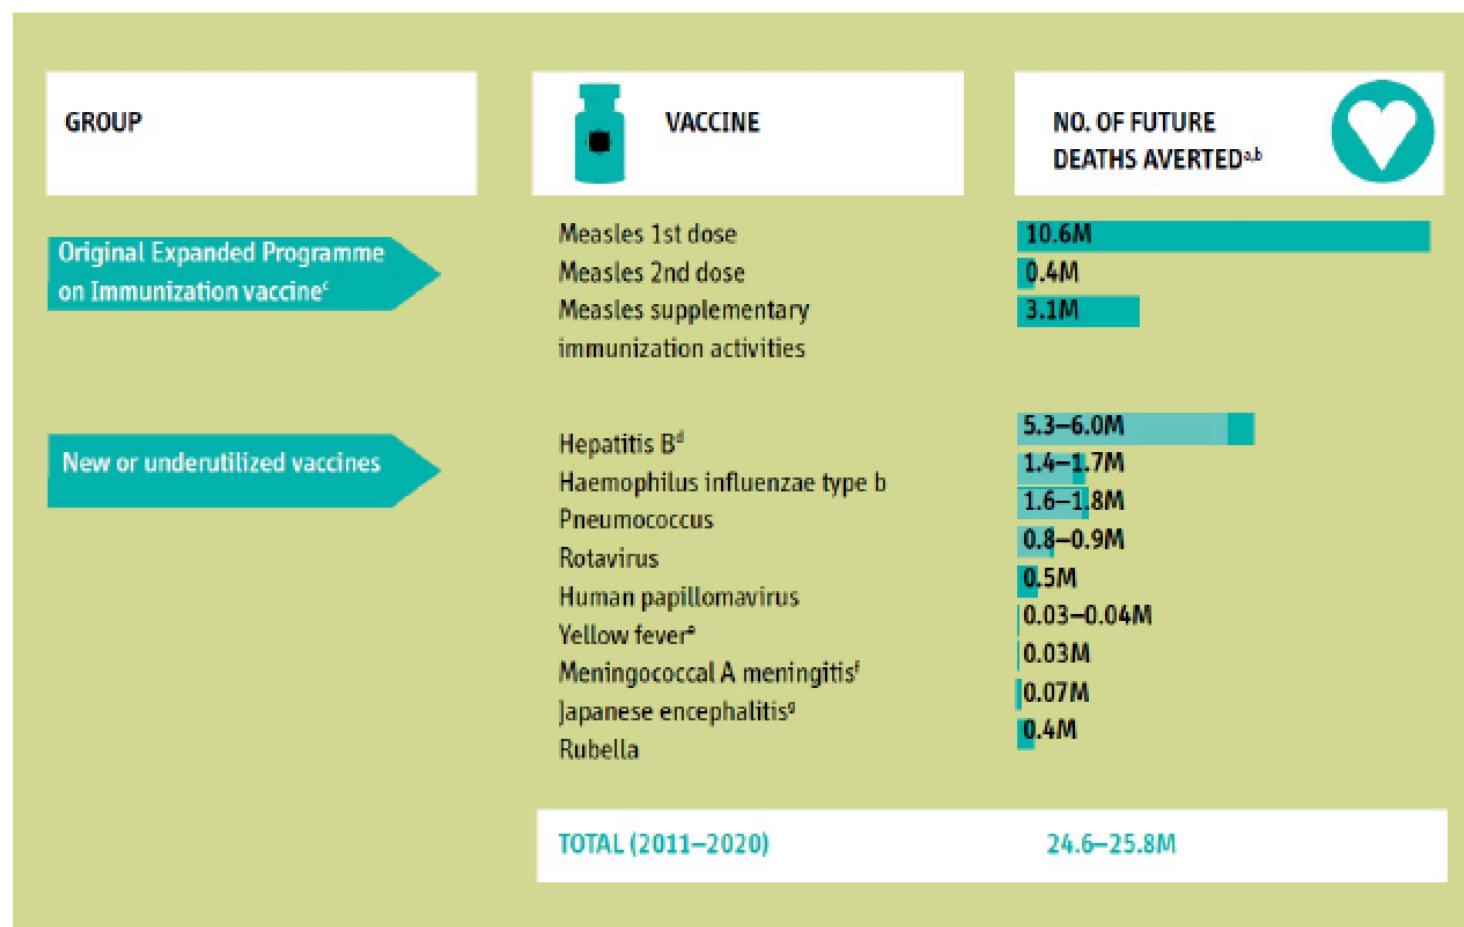 GROUP
VACCINE
NO. OF FUTURE
DEATHS AVERTEDa,b
Original Expanded Programme
on Immunization vaccinec
Measles 1st dose
10.6M
Measles 2nd dose
0.4M
Measles supplementary
immunization activities
3.1M
New or underutilized vaccines
Hepatitis Bd
5.3–6.0M
Haemophilus influenzae type b
1.4–1.7M
Pneumococcus
1.6–1.8M
Rotavirus
0.8–0.9M
Human papillomavirus
0.5M
Yellow fevere
0.03–0.04M
Meningococcal A meningitisf
0.03M
Japanese encephalitisg
0.07M
Rubella
0.4M
TOTAL (2011–2020)
24.6–25.8M